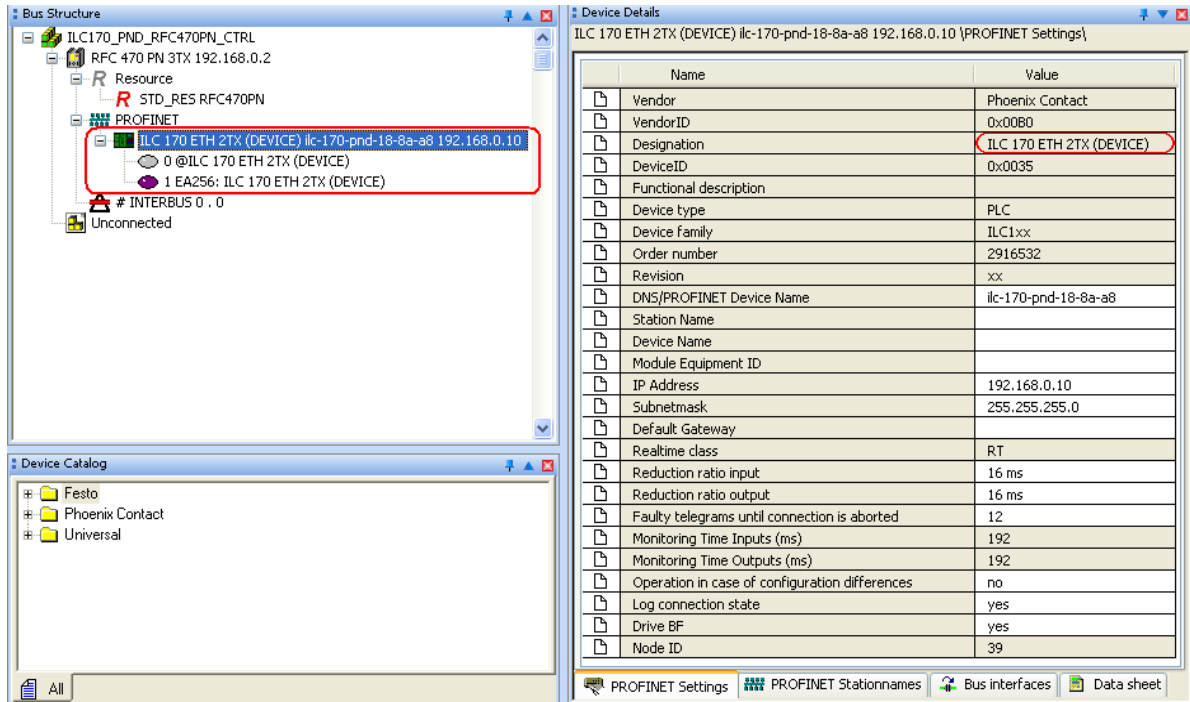 Bus Structure
ILC170_PND_RFC470PN_CTRL
RFC 470 PN 3TX 192.168.0.2
R Resource
R STD_RES RFC470PN
PROFINET
ILC 170 ETH 2TX (DEVICE) ilc-170-pnd-18-8a-a8 192.168.0.10
0 @ILC 170 ETH 2TX (DEVICE)
1 EA256: ILC 170 ETH 2TX (DEVICE)
# INTERBUS 0 . 0
Unconnected
Device Catalog
Festo
Phoenix Contact
Universal
All
Device Details
ILC 170 ETH 2TX (DEVICE) ilc-170-pnd-18-8a-a8 192.168.0.10 \PROFINET Settings\
Name Value
Vendor Phoenix Contact
VendorID 0x00B0
Designation ILC 170 ETH 2TX (DEVICE)
DeviceID 0x0035
Functional description
Device type PLC
Device family ILC1xx
Order number 2916532
Revision xx
DNS/PROFINET Device Name ilc-170-pnd-18-8a-a8
Station Name
Device Name
Module Equipment ID
IP Address 192.168.0.10
Subnetmask 255.255.255.0
Default Gateway
Realtime class RT
Reduction ratio input 16 ms
Reduction ratio output 16 ms
Faulty telegrams until connection is aborted 12
Monitoring Time Inputs (ms) 192
Monitoring Time Outputs (ms) 192
Operation in case of configuration differences no
Log connection state yes
Drive BF yes
Node ID 39
PROFINET Settings PROFINET Stationnames Bus interfaces Data sheet